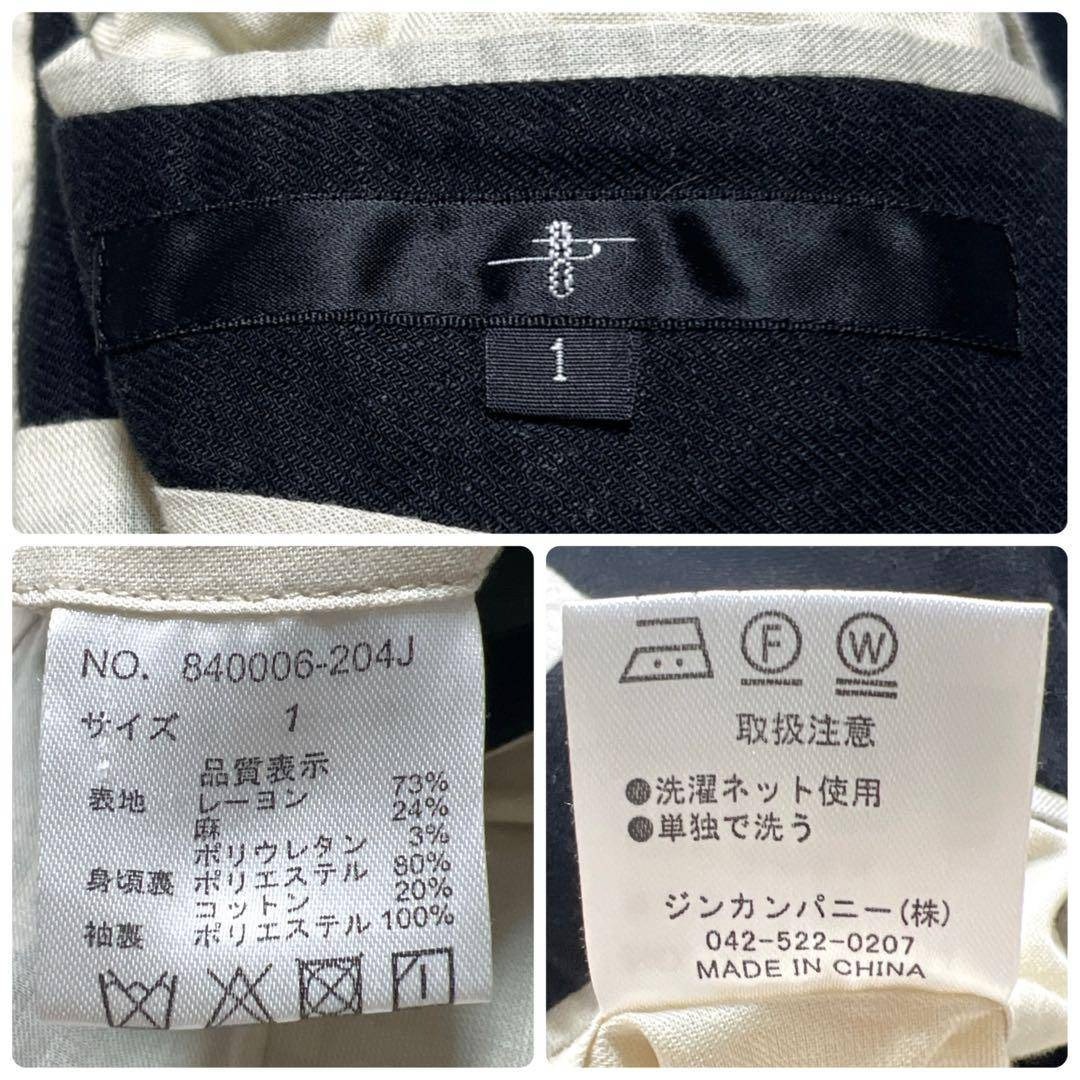 1
NO. 840006-204J
サイズ 1
品質表示
表地 レーヨン 73%
麻 24%
ポリウレタン 3%
身頃裏 ポリエステル 80%
コットン 20%
袖裏 ポリエステル 100%
F W
取扱注意
●洗濯ネット使用
●単独で洗う
ジンカンパニー(株)
042-522-0207
MADE IN CHINA